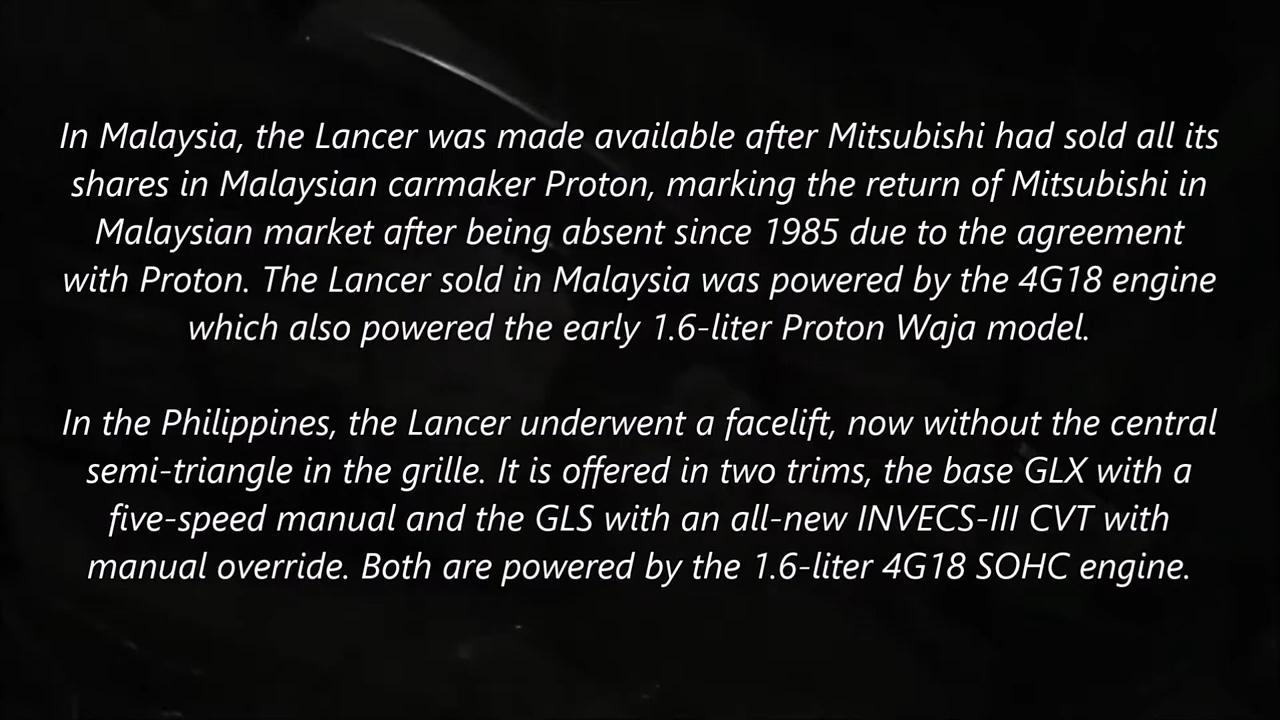 In Malaysia, the Lancer was made available after Mitsubishi had sold all its
shares in Malaysian carmaker Proton, marking the return of Mitsubishi in
Malaysian market after being absent since 1985 due to the agreement
with Proton. The Lancer sold in Malaysia was powered by the 4G18 engine
which also powered the early 1.6-liter Proton Waja model.
In the Philippines, the Lancer underwent a facelift, now without the central
semi-triangle in the grille. It is offered in two trims, the base GLX with a
five-speed manual and the GLS with an all-new INVECS-III CVT with
manual override. Both are powered by the 1.6-liter 4G18 SOHC engine.